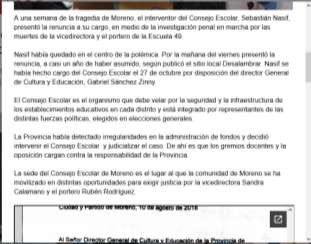 A una semana de la tragedia de Moreno, el interventor del Consejo Escolar, Sebastián Nasif,
presentó la renuncia a su cargo, en medio de la investigación penal en marcha por las
muertes de la vicedirectora y el portero de la Escuela 49.
Nasif había quedado en el centro de la polémica. Por la mañana del viernes presentó la
renuncia, a casi un año de haber asumido, según publicó el sitio local Desalambrar. Nasif se
había hecho cargo del Consejo Escolar el 27 de octubre por disposición del director General
de Cultura y Educación, Gabriel Sánchez Zinny.
El Consejo Escolar es el organismo que debe velar por la seguridad y la infraestructura de
los establecimientos educativos en cada distrito y está integrado por representantes de las
distintas fuerzas políticas, elegidos en elecciones generales.
La Provincia había detectado irregularidades en la administración de fondos y decidió
intervenir el Consejo Escolar y judicializar el caso. De ahí es que los gremios docentes y la
oposición cargan contra la responsabilidad de la Provincia.
La sede del Consejo Escolar de Moreno es el lugar al que la comunidad de Moreno se ha
movilizado en distintas oportunidades para exigir justicia por la vicedirectora Sandra
Calamano y el portero Rubén Rodríguez.
Ciudad y Partido de Moreno, 10 de agosto de 2018
Al Señor Director General de Cultura y Educación de la Provincia de